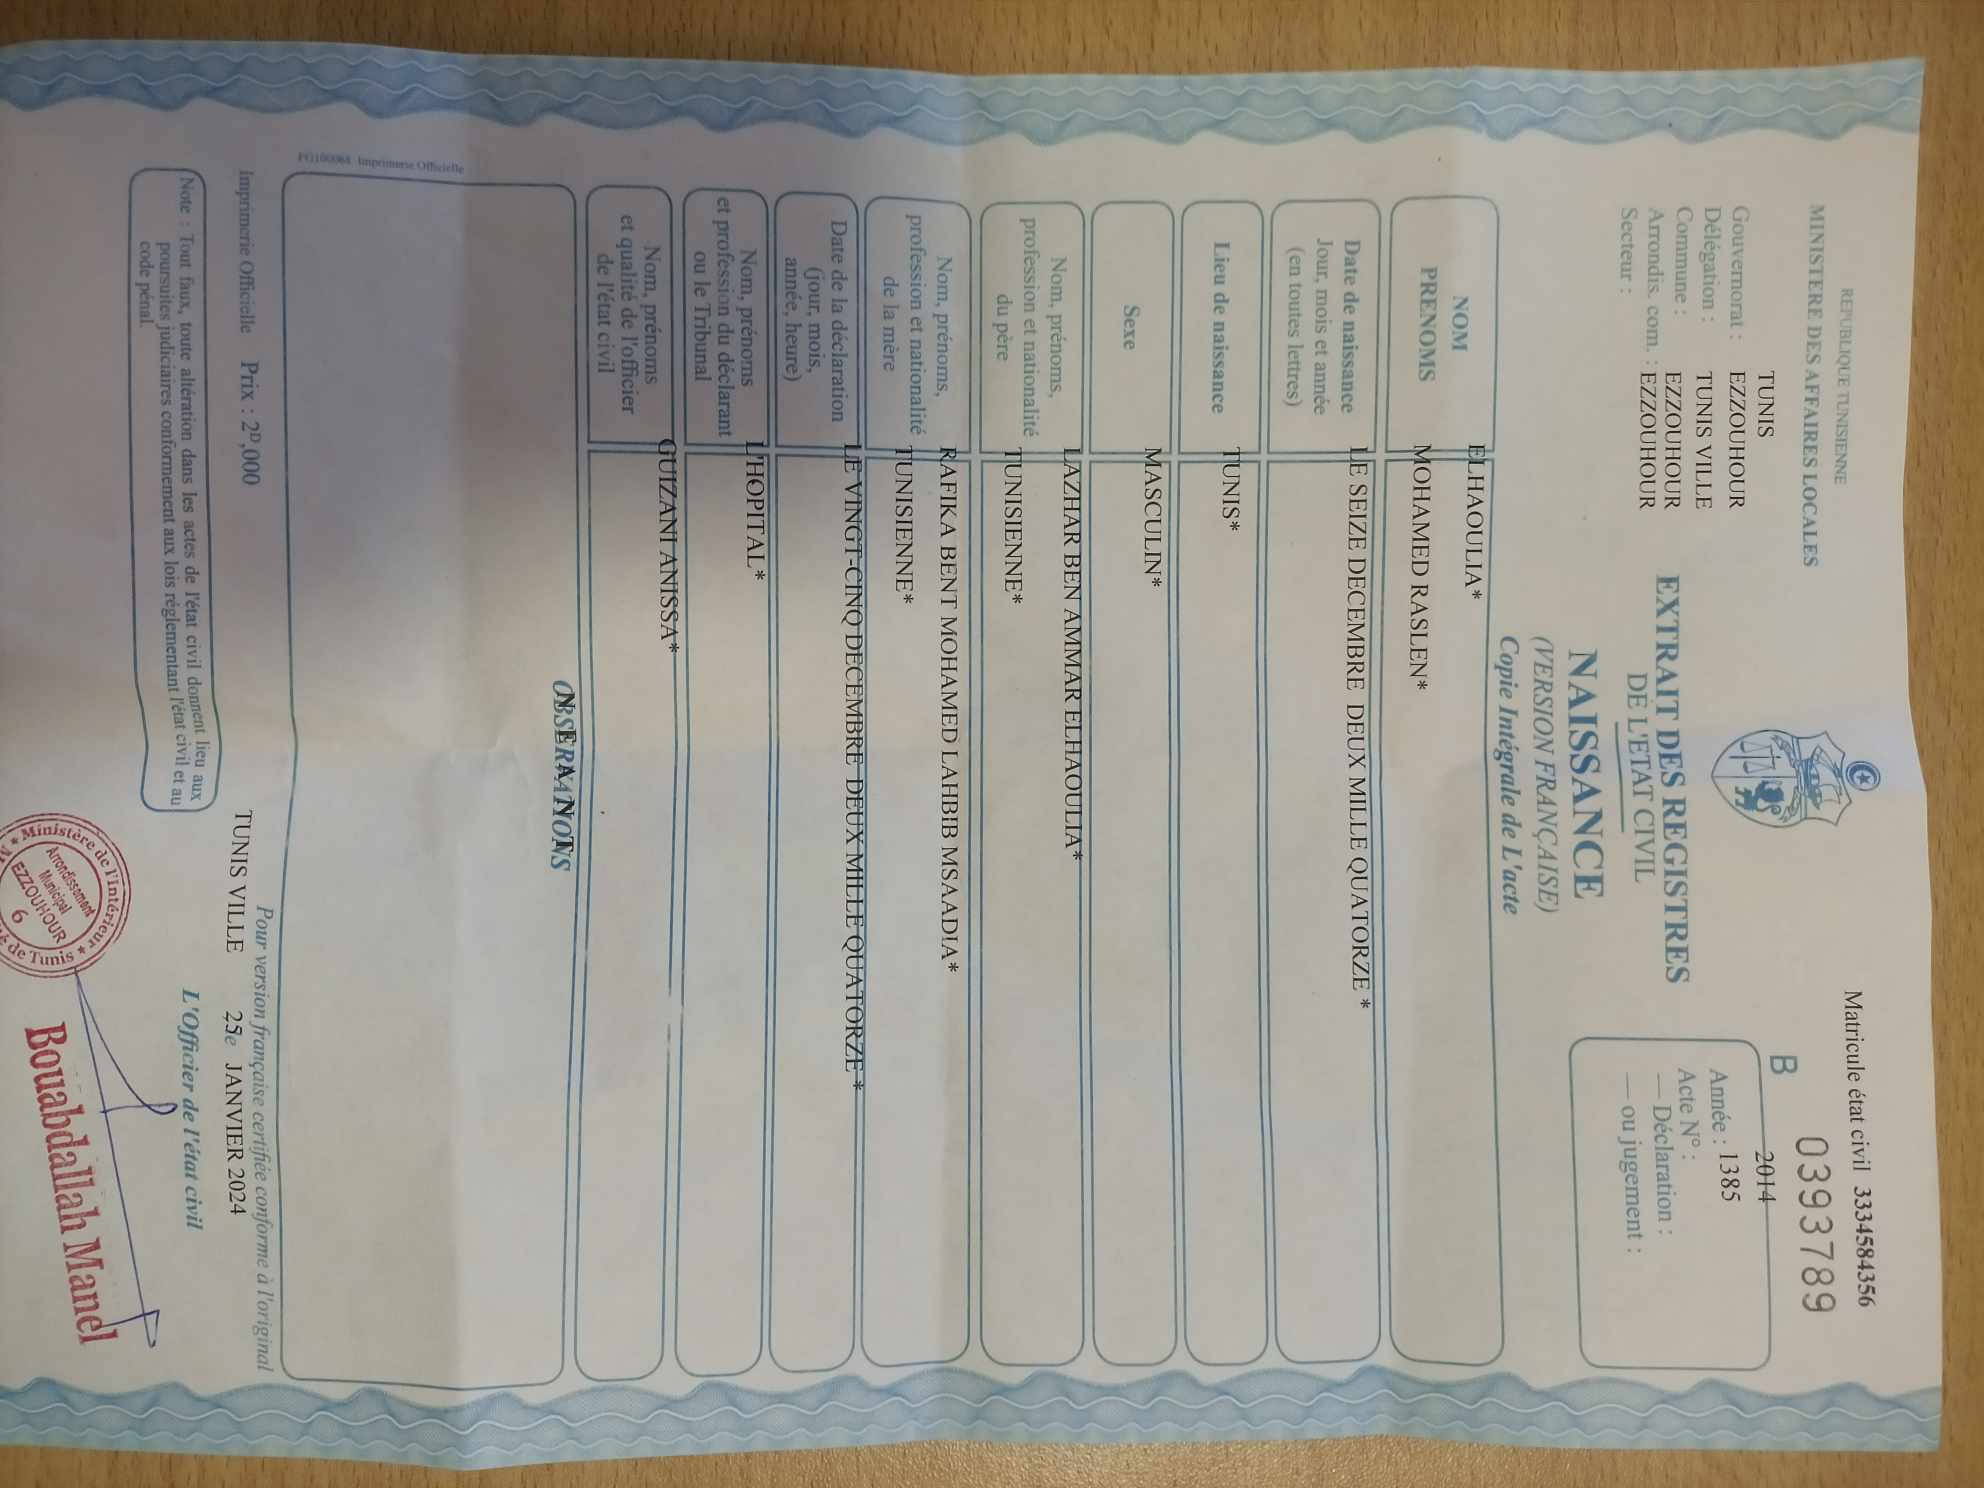 REPUBLIQUE TUNISIENNE
MINISTERE DES AFFAIRES LOCALES
Matricule état civil 3334584356
B 0393789
TUNIS
Gouvernorat : EZZOUHOUR
Délégation : TUNIS VILLE
Commune : EZZOUHOUR
Arrondis. com. : EZZOUHOUR
Secteur :
2014
Année : 1385
Acte N° :
— Déclaration :
— ou jugement :
EXTRAIT DES REGISTRES
DE L'ETAT CIVIL
NAISSANCE
(VERSION FRANÇAISE)
Copie Intégrale de L'acte
NOM ELHAOULIA*
PRENOMS MOHAMED RASLEN*
Date de naissance LE SEIZE DECEMBRE DEUX MILLE QUATORZE *
Jour, mois et année
(en toutes lettres)
Lieu de naissance TUNIS*
Sexe MASCULIN*
Nom, prénoms, LAZHAR BEN AMMAR ELHAOULIA*
profession et nationalité
du père TUNISIENNE*
Nom, prénoms, RAFIKA BENT MOHAMED LAHBIB MSAADIA*
profession et nationalité
de la mère TUNISIENNE*
Date de la déclaration LE VINGT-CINQ DECEMBRE DEUX MILLE QUATORZE *
(jour, mois,
année, heure)
Nom, prénoms L'HOPITAL*
et profession du déclarant
ou le Tribunal
Nom, prénoms GUIZANI ANISSA*
et qualité de l'officier
de l'état civil
OBSERVATIONS
N E A N T
Imprimerie Officielle
Pour version française certifiée conforme à l'original
Imprimerie Officielle Prix : 2ᴰ,000
TUNIS VILLE 25e JANVIER 2024
L'Officier de l'état civil
Note : Tout faux, toute altération dans les actes de l'état civil donnent lieu aux
poursuites judiciaires conformement aux lois réglementant l'état civil et au
code pénal.
Ministère de l'Intérieur
Arrondissement
Municipal
EZZOUHOUR
6
de Tunis
Bouabdallah Manel